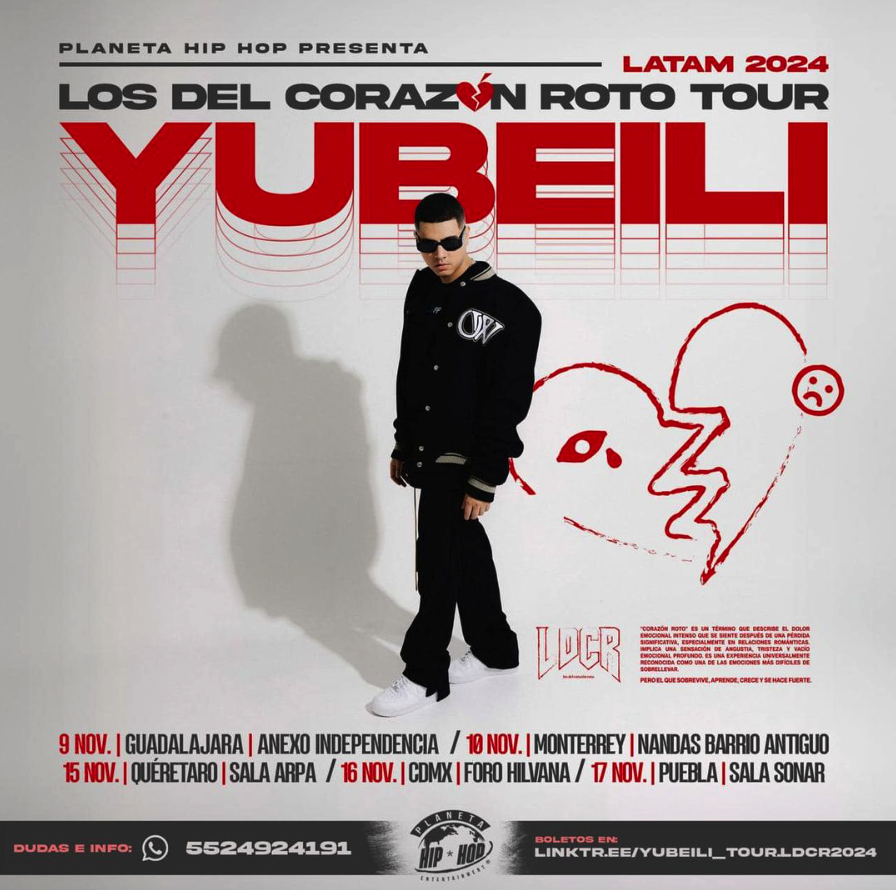 PLANETA HIP HOP PRESENTA
LATAM 2024
LOS DEL CORAZÓN ROTO TOUR
YUBEILI
LDCR
los del corazón roto
"CORAZÓN ROTO" ES UN TÉRMINO QUE DESCRIBE EL DOLOR
EMOCIONAL INTENSO QUE SE SIENTE DESPUÉS DE UNA PÉRDIDA
SIGNIFICATIVA, ESPECIALMENTE EN RELACIONES ROMÁNTICAS.
IMPLICA UNA SENSACIÓN DE ANGUSTIA, TRISTEZA Y VACÍO
EMOCIONAL PROFUNDO. ES UNA EXPERIENCIA UNIVERSALMENTE
RECONOCIDA COMO UNA DE LAS EMOCIONES MÁS DIFÍCILES DE
SOBRELLEVAR.
PERO EL QUE SOBREVIVE, APRENDE, CRECE Y SE HACE FUERTE.
9 NOV. | GUADALAJARA | ANEXO INDEPENDENCIA / 10 NOV. | MONTERREY | NANDAS BARRIO ANTIGUO
15 NOV. | QUÉRETARO | SALA ARPA / 16 NOV. | CDMX | FORO HILVANA / 17 NOV. | PUEBLA | SALA SONAR
DUDAS E INFO: 5524924191
PLANETA
HIP * HOP
ENTERTAINMENT
BOLETOS EN:
LINKTR.EE/YUBEILI_TOUR.LDCR2024